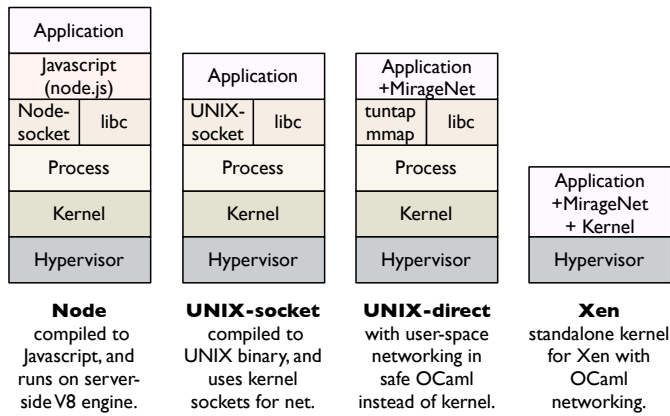 Application
Javascript
(node.js)
Node-
socket
libc
Process
Kernel
Hypervisor
Node
compiled to
Javascript, and
runs on server-
side V8 engine.
Application
UNIX-
socket
libc
Process
Kernel
Hypervisor
UNIX-socket
compiled to
UNIX binary, and
uses kernel
sockets for net.
Application
+MirageNet
tuntap
mmap
libc
Process
Kernel
Hypervisor
UNIX-direct
with user-space
networking in
safe OCaml
instead of kernel.
Application
+MirageNet
+ Kernel
Hypervisor
Xen
standalone kernel
for Xen with
OCaml
networking.